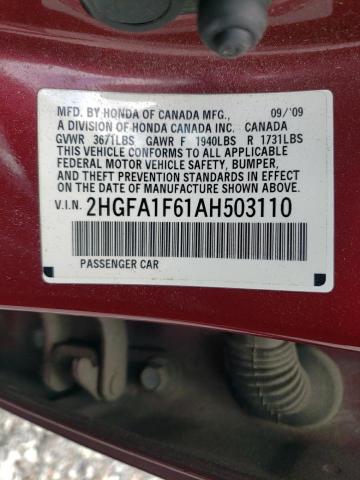 MFD. BY HONDA OF CANADA MFG., 09/'09
A DIVISION OF HONDA CANADA INC. CANADA
GVWR 3671LBS GAWR F 1940LBS R 1731LBS
THIS VEHICLE CONFORMS TO ALL APPLICABLE
FEDERAL MOTOR VEHICLE SAFETY, BUMPER,
AND THEFT PREVENTION STANDARDS IN EFFECT ON
THE DATE OF MANUFACTURE SHOWN ABOVE.
V.I.N. 2HGFA1F61AH503110
PASSENGER CAR